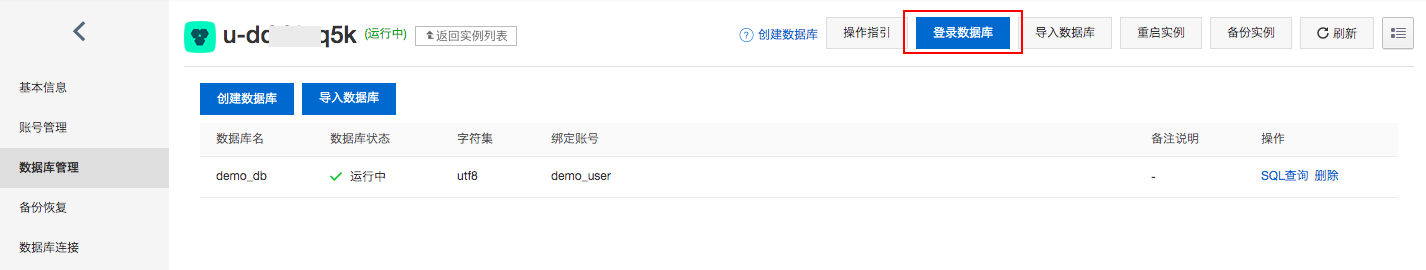 u-dc q5k (运行中) 返回实例列表
创建数据库 操作指引 登录数据库 导入数据库 重启实例 备份实例 刷新
基本信息
账号管理
数据库管理
备份恢复
数据库连接
创建数据库 导入数据库
数据库名 数据库状态 字符集 绑定账号 备注说明 操作
demo_db 运行中 utf8 demo_user - SQL查询 删除